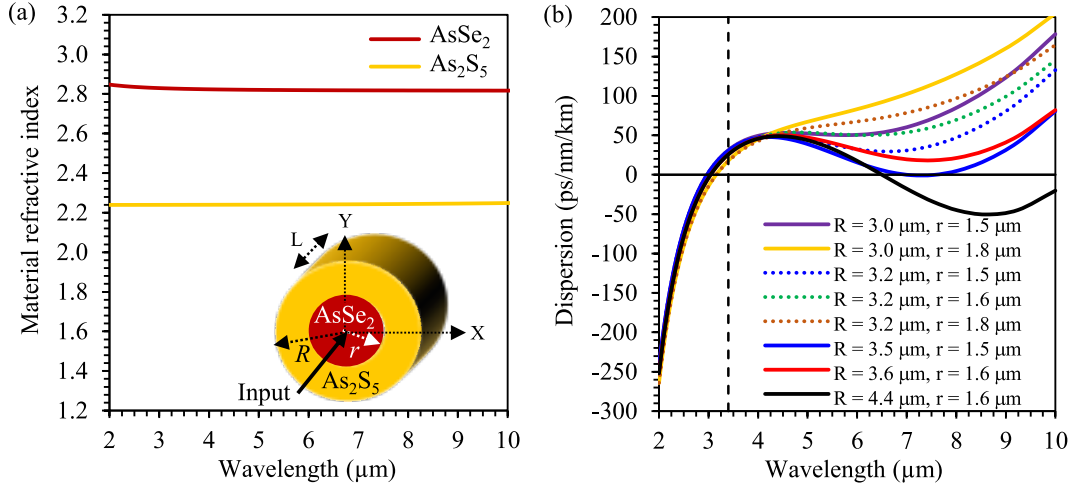 (a)
3.2
3.0
2.8
2.6
2.4
2.2
2.0
1.8
1.6
1.4
1.2
Material refractive index
AsSe2
As2S5
L
Y
X
AsSe2
R
r
As2S5
Input
2 3 4 5 6 7 8 9 10
Wavelength (µm)
(b)
200
150
100
50
0
-50
-100
-150
-200
-250
-300
Dispersion (ps/nm/km)
R = 3.0 µm, r = 1.5 µm
R = 3.0 µm, r = 1.8 µm
R = 3.2 µm, r = 1.5 µm
R = 3.2 µm, r = 1.6 µm
R = 3.2 µm, r = 1.8 µm
R = 3.5 µm, r = 1.5 µm
R = 3.6 µm, r = 1.6 µm
R = 4.4 µm, r = 1.6 µm
2 3 4 5 6 7 8 9 10
Wavelength (µm)